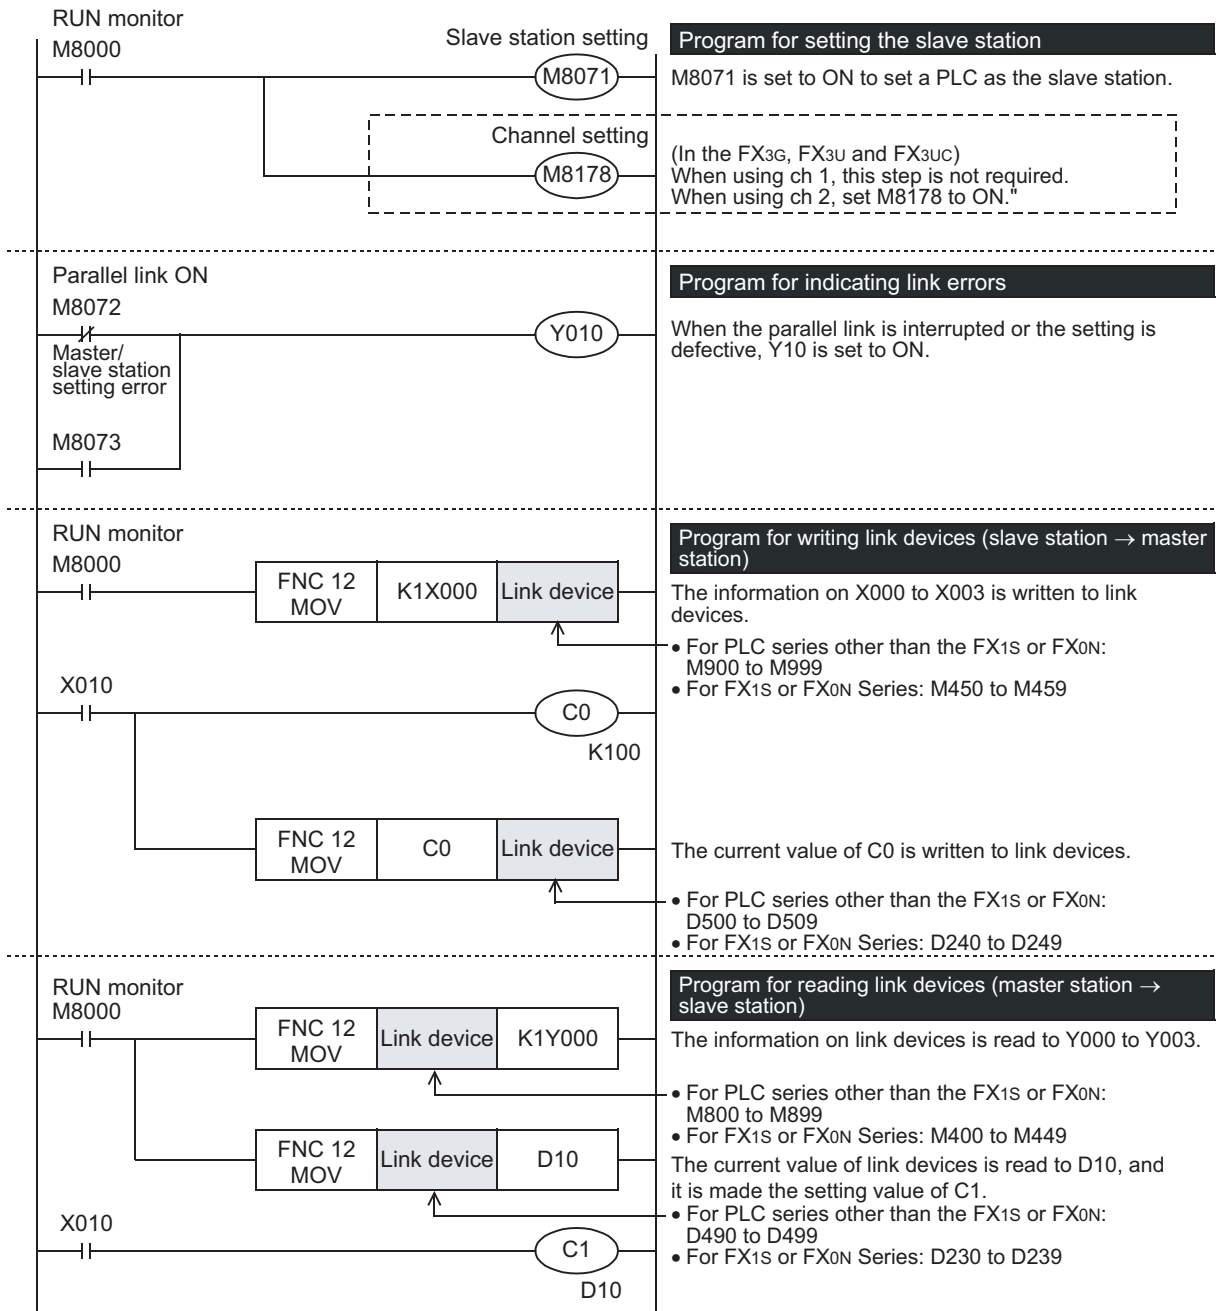 RUN monitor
M8000
Slave station setting
M8071
Program for setting the slave station
M8071 is set to ON to set a PLC as the slave station.
Channel setting
M8178
(In the FX3G, FX3U and FX3UC)
When using ch 1, this step is not required.
When using ch 2, set M8178 to ON."
Parallel link ON
M8072
Y010
Master/
slave station
setting error
M8073
Program for indicating link errors
When the parallel link is interrupted or the setting is
defective, Y10 is set to ON.
RUN monitor
M8000
FNC 12
MOV
K1X000
Link device
Program for writing link devices (slave station → master
station)
The information on X000 to X003 is written to link
devices.
• For PLC series other than the FX1S or FX0N:
M900 to M999
• For FX1S or FX0N Series: M450 to M459
X010
C0
K100
FNC 12
MOV
C0
Link device
The current value of C0 is written to link devices.
• For PLC series other than the FX1S or FX0N:
D500 to D509
• For FX1S or FX0N Series: D240 to D249
RUN monitor
M8000
FNC 12
MOV
Link device
K1Y000
Program for reading link devices (master station →
slave station)
The information on link devices is read to Y000 to Y003.
• For PLC series other than the FX1S or FX0N:
M800 to M899
• For FX1S or FX0N Series: M400 to M449
FNC 12
MOV
Link device
D10
The current value of link devices is read to D10, and
it is made the setting value of C1.
• For PLC series other than the FX1S or FX0N:
D490 to D499
• For FX1S or FX0N Series: D230 to D239
X010
C1
D10